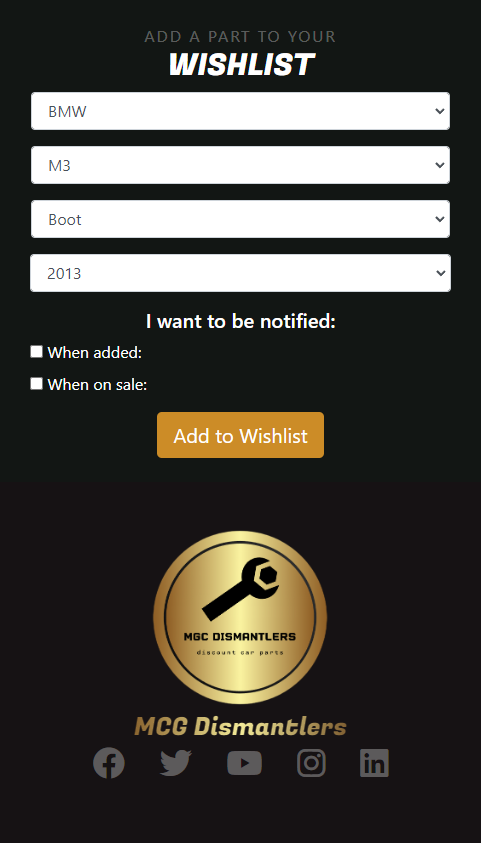 ADD A PART TO YOUR
WISHLIST
BMW
M3
Boot
2013
I want to be notified:
When added:
When on sale:
Add to Wishlist
MGC DISMANTLERS
discount car parts
MCG Dismantlers